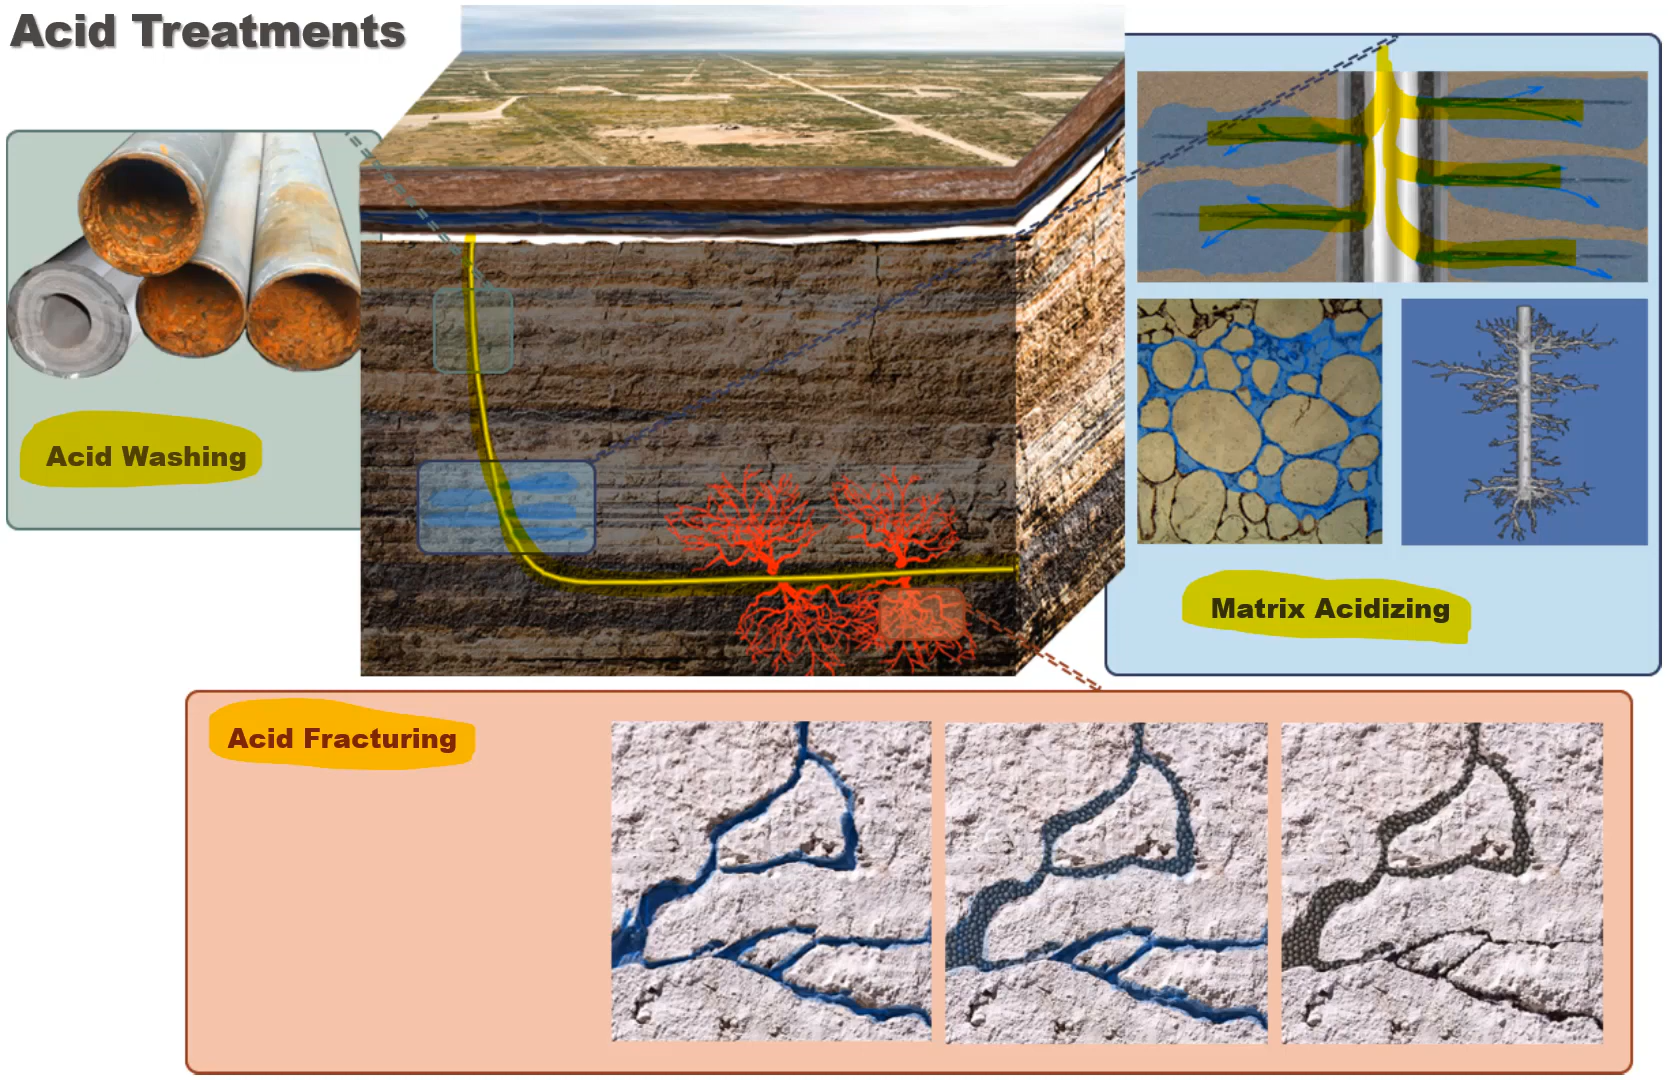 Acid Treatments
Acid Washing
Matrix Acidizing
Acid Fracturing